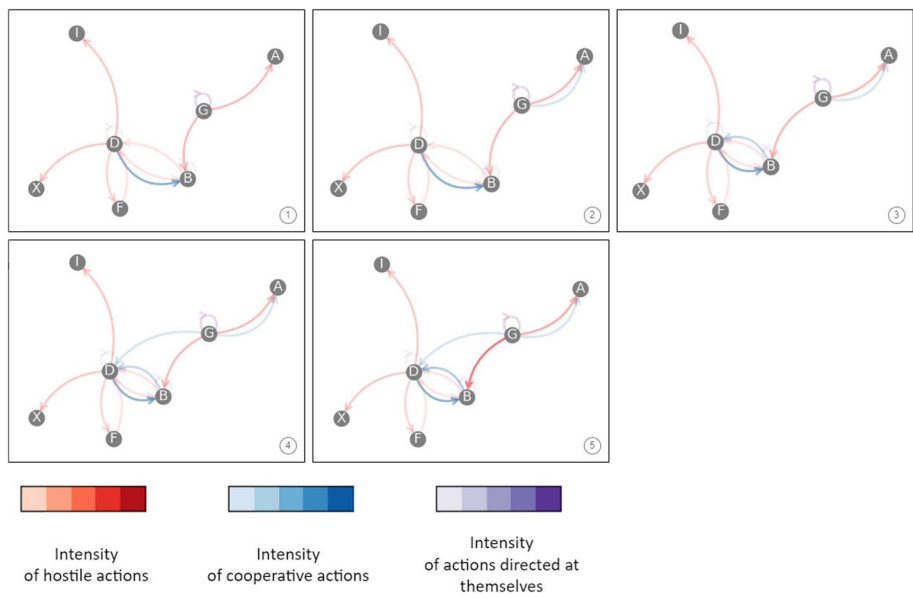 I
A
G
D
B
X
F
1
I
A
G
D
B
X
F
2
I
A
G
D
B
X
F
3
I
A
G
D
B
X
F
4
I
A
G
D
B
X
F
5
Intensity
of hostile actions
Intensity
of cooperative actions
Intensity
of actions directed at
themselves